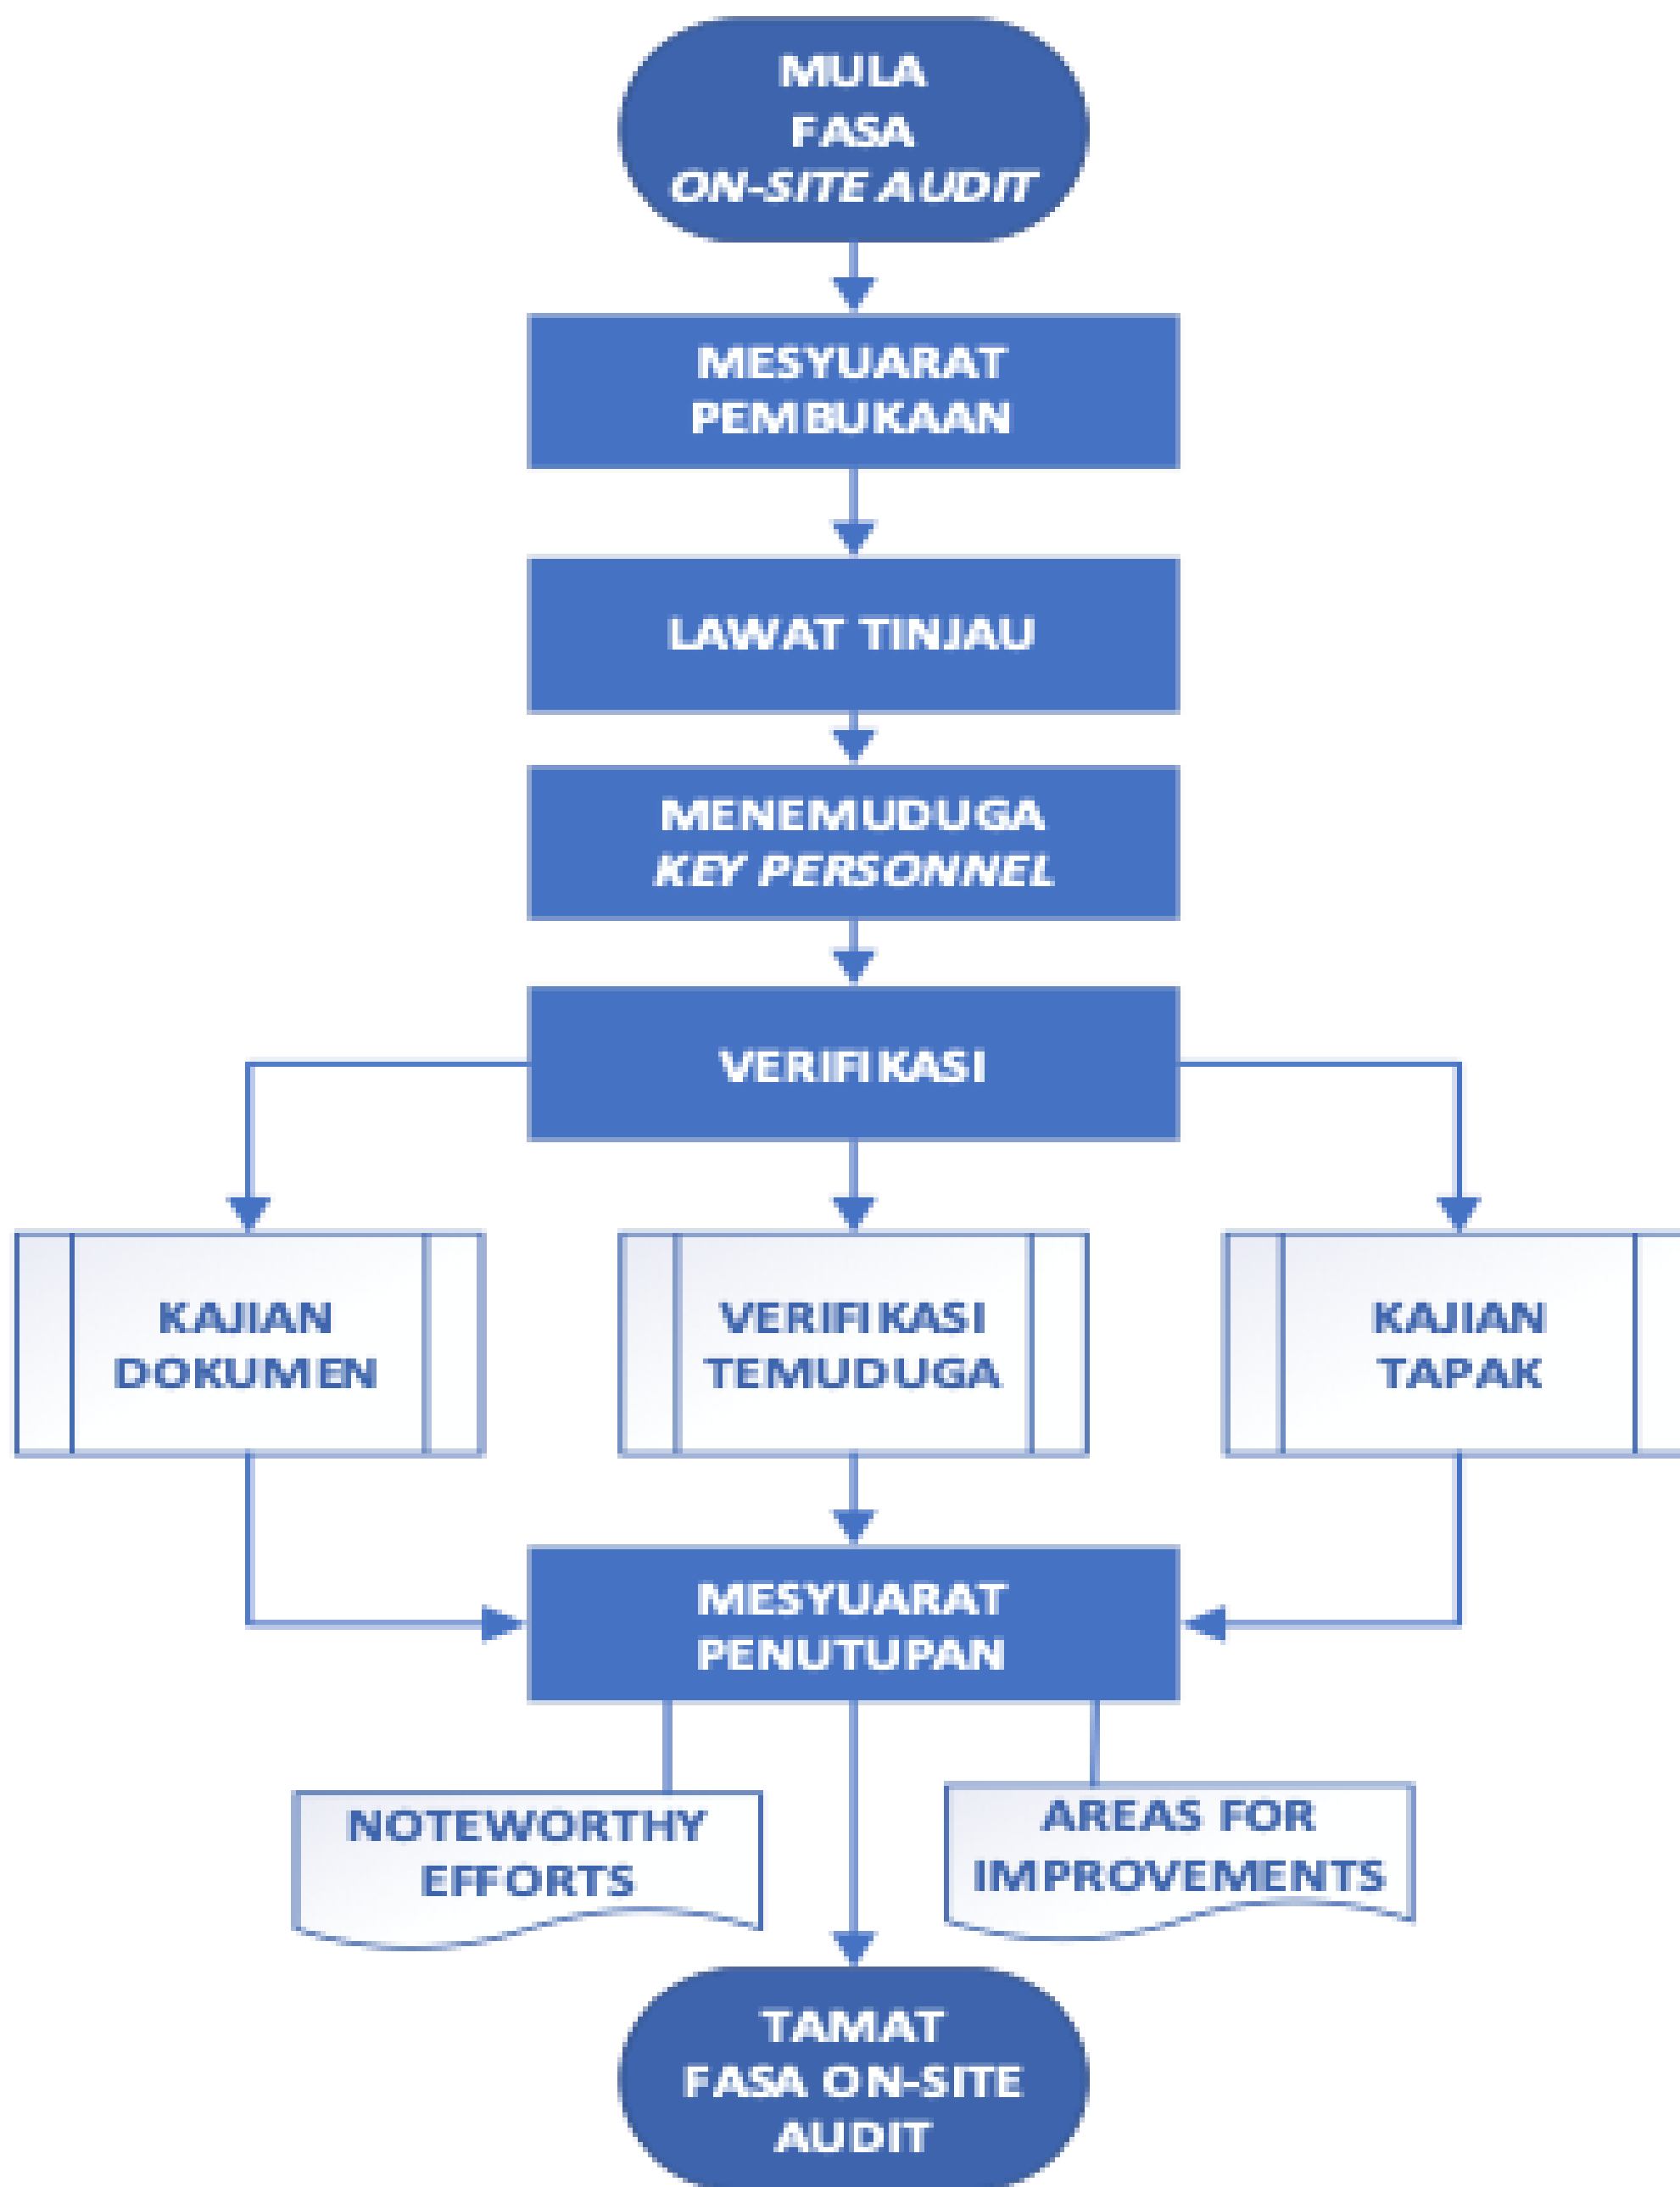 MULA
FASA
ON-SITE AUDIT
MESYUARAT
PEMBUKAAN
LAWAT TINJAU
MENEMUDUGA
KEY PERSONNEL
VERIFIKASI
KAJIAN
DOKUMEN
VERIFIKASI
TEMUDUGA
KAJIAN
TAPAK
MESYUARAT
PENUTUPAN
NOTEWORTHY
EFFORTS
AREAS FOR
IMPROVEMENTS
TAMAT
FASA ON-SITE
AUDIT